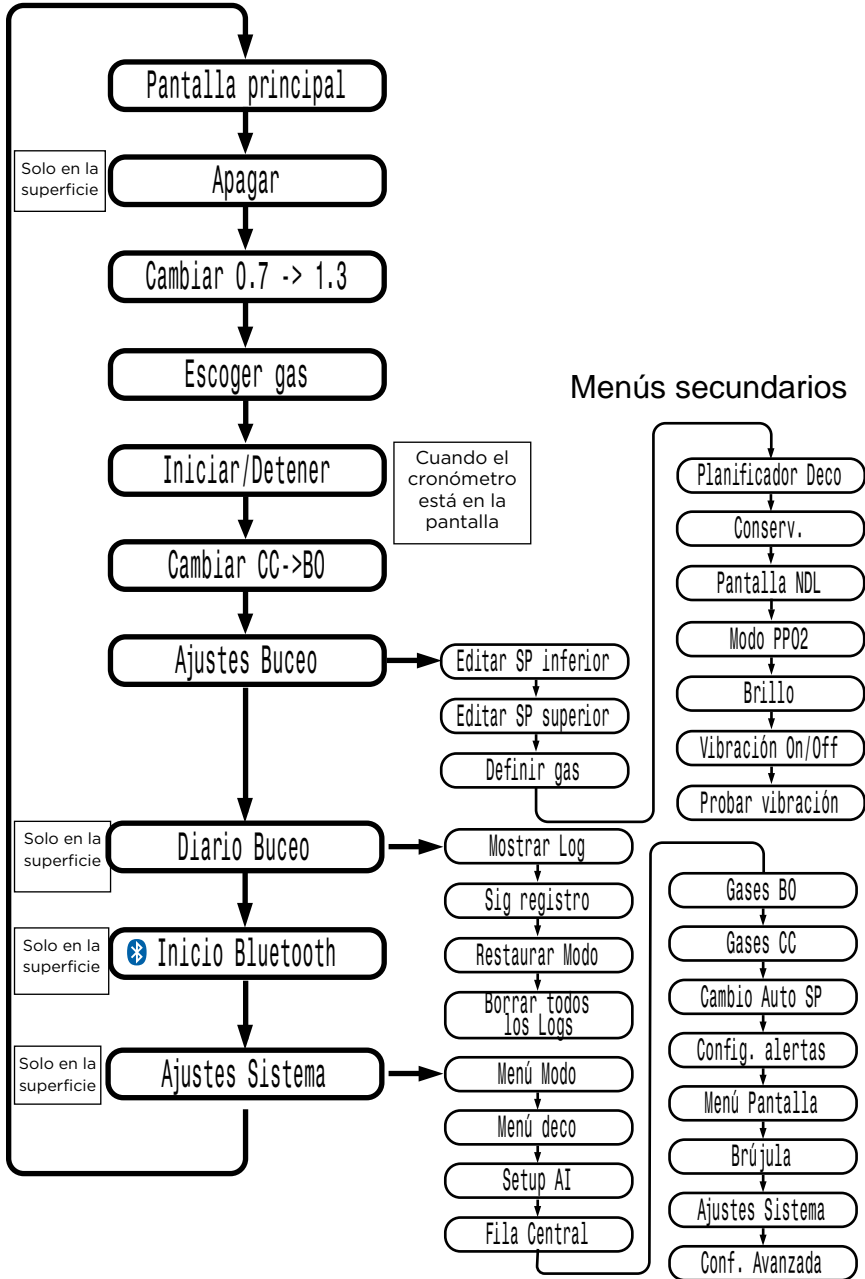 Pantalla principal
Solo en la
superficie
Apagar
Cambiar 0.7 -> 1.3
Escoger gas
Iniciar/Detener
Cuando el
cronómetro
está en la
pantalla
Cambiar CC->BO
Ajustes Buceo
Menús secundarios
Editar SP inferior
Editar SP superior
Definir gas
Planificador Deco
Conserv.
Pantalla NDL
Modo PPO2
Brillo
Vibración On/Off
Probar vibración
Solo en la
superficie
Diario Buceo
Mostrar Log
Sig registro
Restaurar Modo
Borrar todos
los Logs
Solo en la
superficie
Inicio Bluetooth
Solo en la
superficie
Ajustes Sistema
Menú Modo
Menú deco
Setup AI
Fila Central
Gases BO
Gases CC
Cambio Auto SP
Config. alertas
Menú Pantalla
Brújula
Ajustes Sistema
Conf. Avanzada